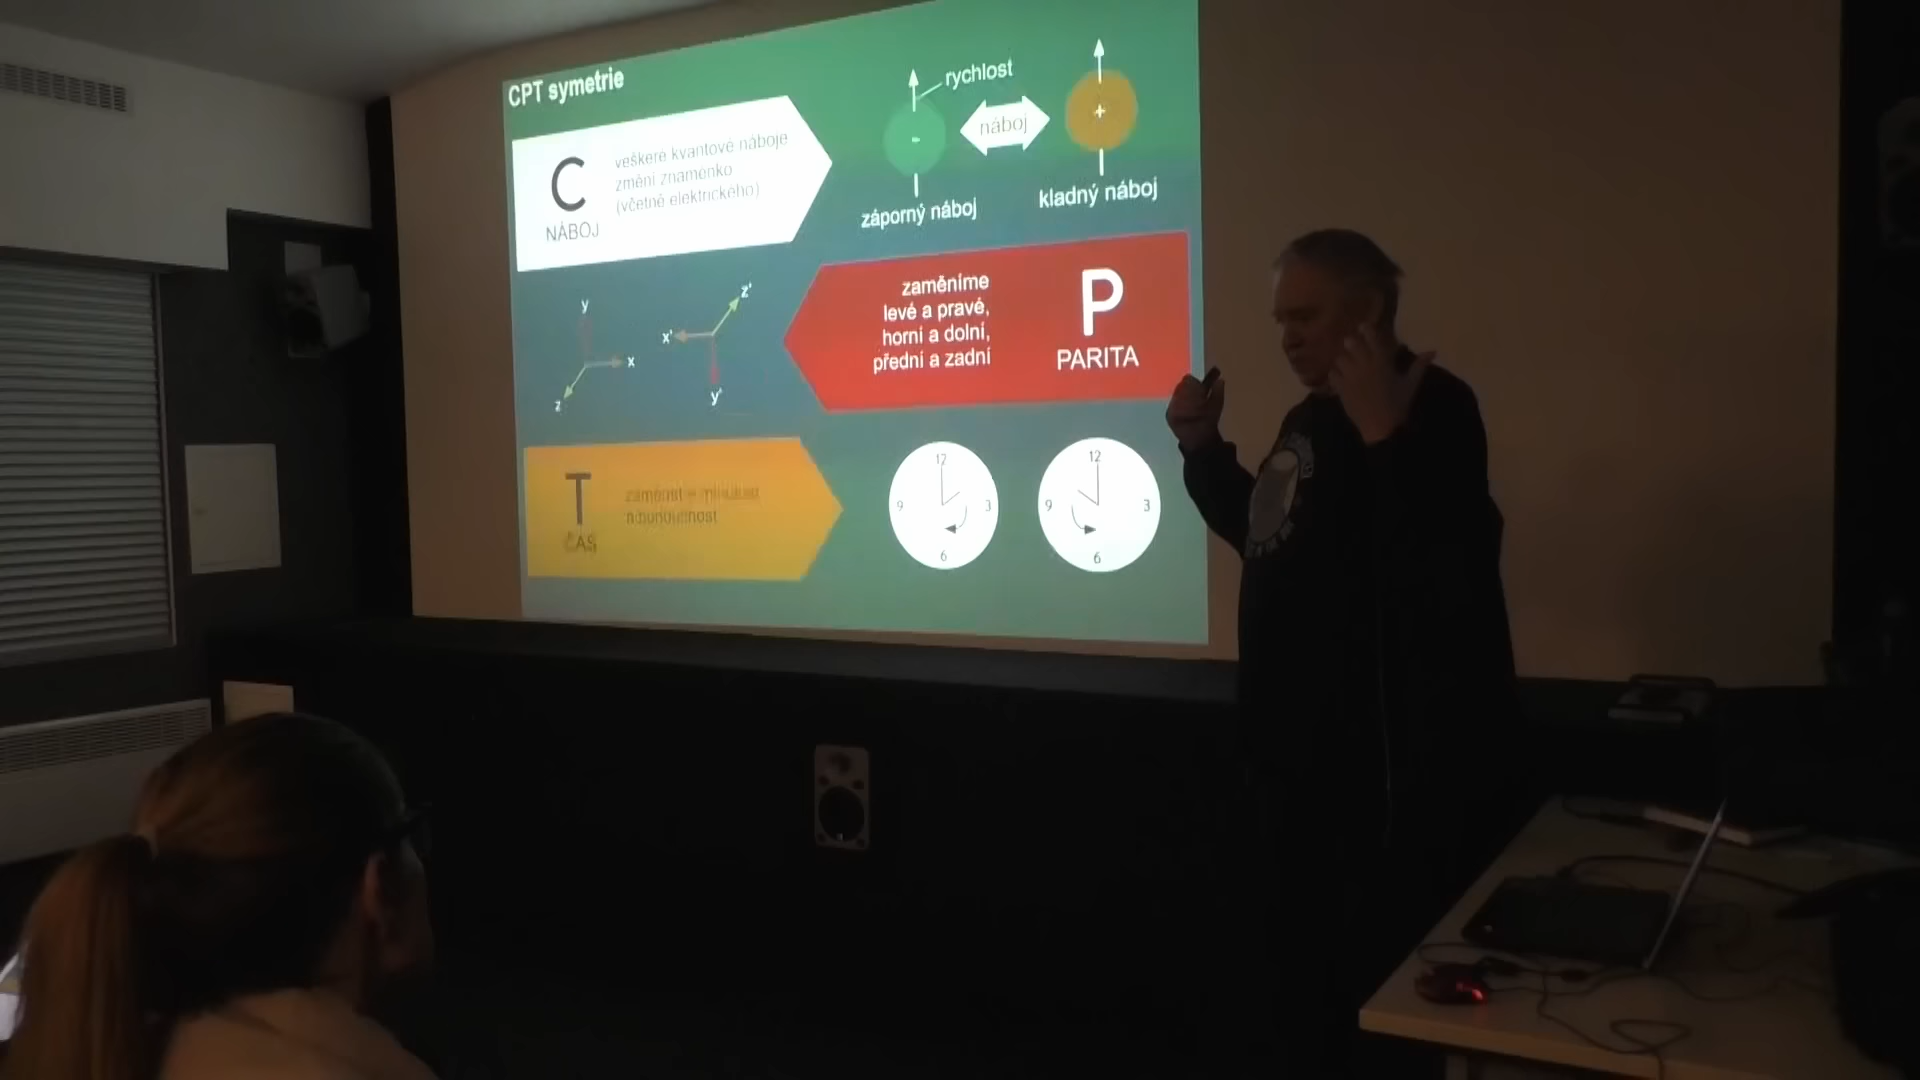 CPT symetrie
C
NÁBOJ
veškeré kvantové náboje
změní znaménko
(včetně elektrického)
rychlost
-
náboj
+
záporný náboj
kladný náboj
y
x
z
z'
x'
y'
zaměníme
levé a pravé,
horní a dolní,
přední a zadní
P
PARITA
T
ČAS
12
9
3
6
12
9
3
6